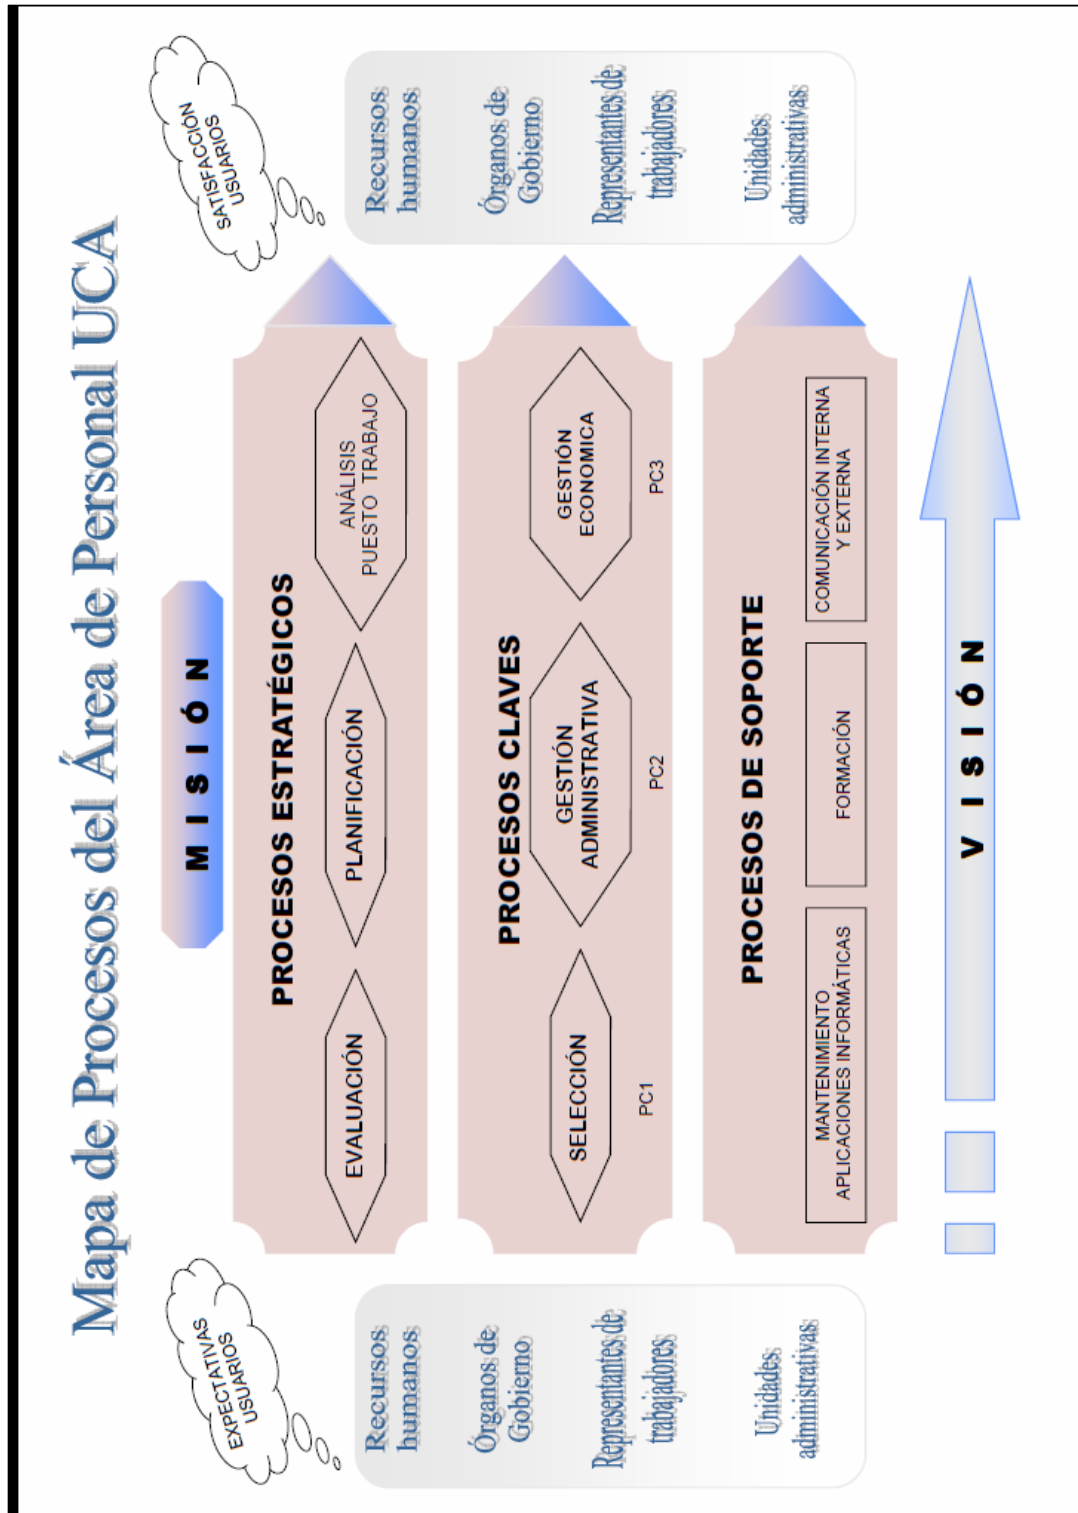 Mapa de Procesos del Área de Personal UCA
EXPECTATIVAS
USUARIOS
SATISFACCIÓN
USUARIOS
M I S I Ó N
Recursos
humanos
Órganos de
Gobierno
Representantes de
trabajadores
Unidades
administrativas
PROCESOS ESTRATÉGICOS
EVALUACIÓN
PLANIFICACIÓN
ANÁLISIS
PUESTO TRABAJO
PROCESOS CLAVES
SELECCIÓN
PC1
GESTIÓN
ADMINISTRATIVA
PC2
GESTIÓN
ECONOMICA
PC3
PROCESOS DE SOPORTE
MANTENIMIENTO
APLICACIONES INFORMÁTICAS
FORMACIÓN
COMUNICACIÓN INTERNA
Y EXTERNA
Recursos
humanos
Órganos de
Gobierno
Representantes de
trabajadores
Unidades
administrativas
V I S I Ó N